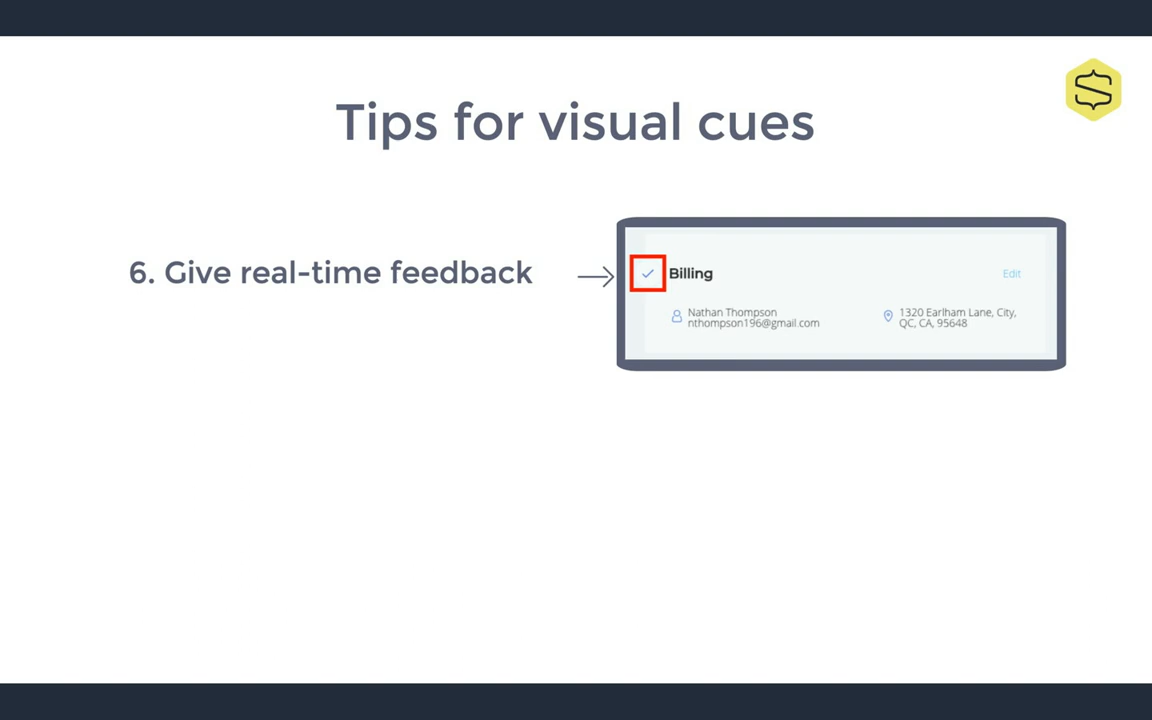 Tips for visual cues
6. Give real-time feedback
Billing
Edit
Nathan Thompson
nthompson196@gmail.com
1320 Earlham Lane, City,
QC, CA, 95648